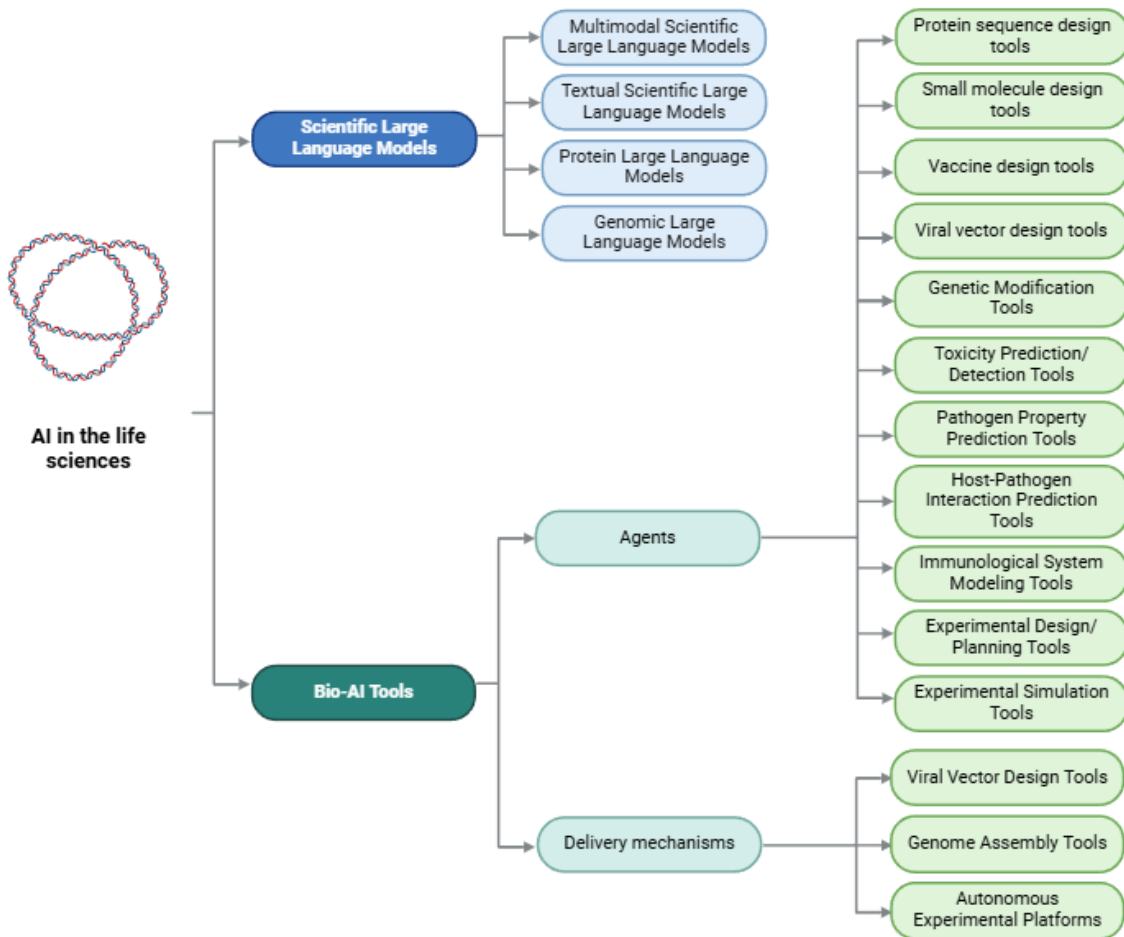 AI in the life
sciences
Scientific Large
Language Models
Multimodal Scientific
Large Language Models
Textual Scientific Large
Language Models
Protein Large Language
Models
Genomic Large
Language Models
Bio-AI Tools
Agents
Protein sequence design
tools
Small molecule design
tools
Vaccine design tools
Viral vector design tools
Genetic Modification
Tools
Toxicity Prediction/
Detection Tools
Pathogen Property
Prediction Tools
Host-Pathogen
Interaction Prediction
Tools
Immunological System
Modeling Tools
Experimental Design/
Planning Tools
Experimental Simulation
Tools
Delivery mechanisms
Viral Vector Design Tools
Genome Assembly Tools
Autonomous
Experimental Platforms